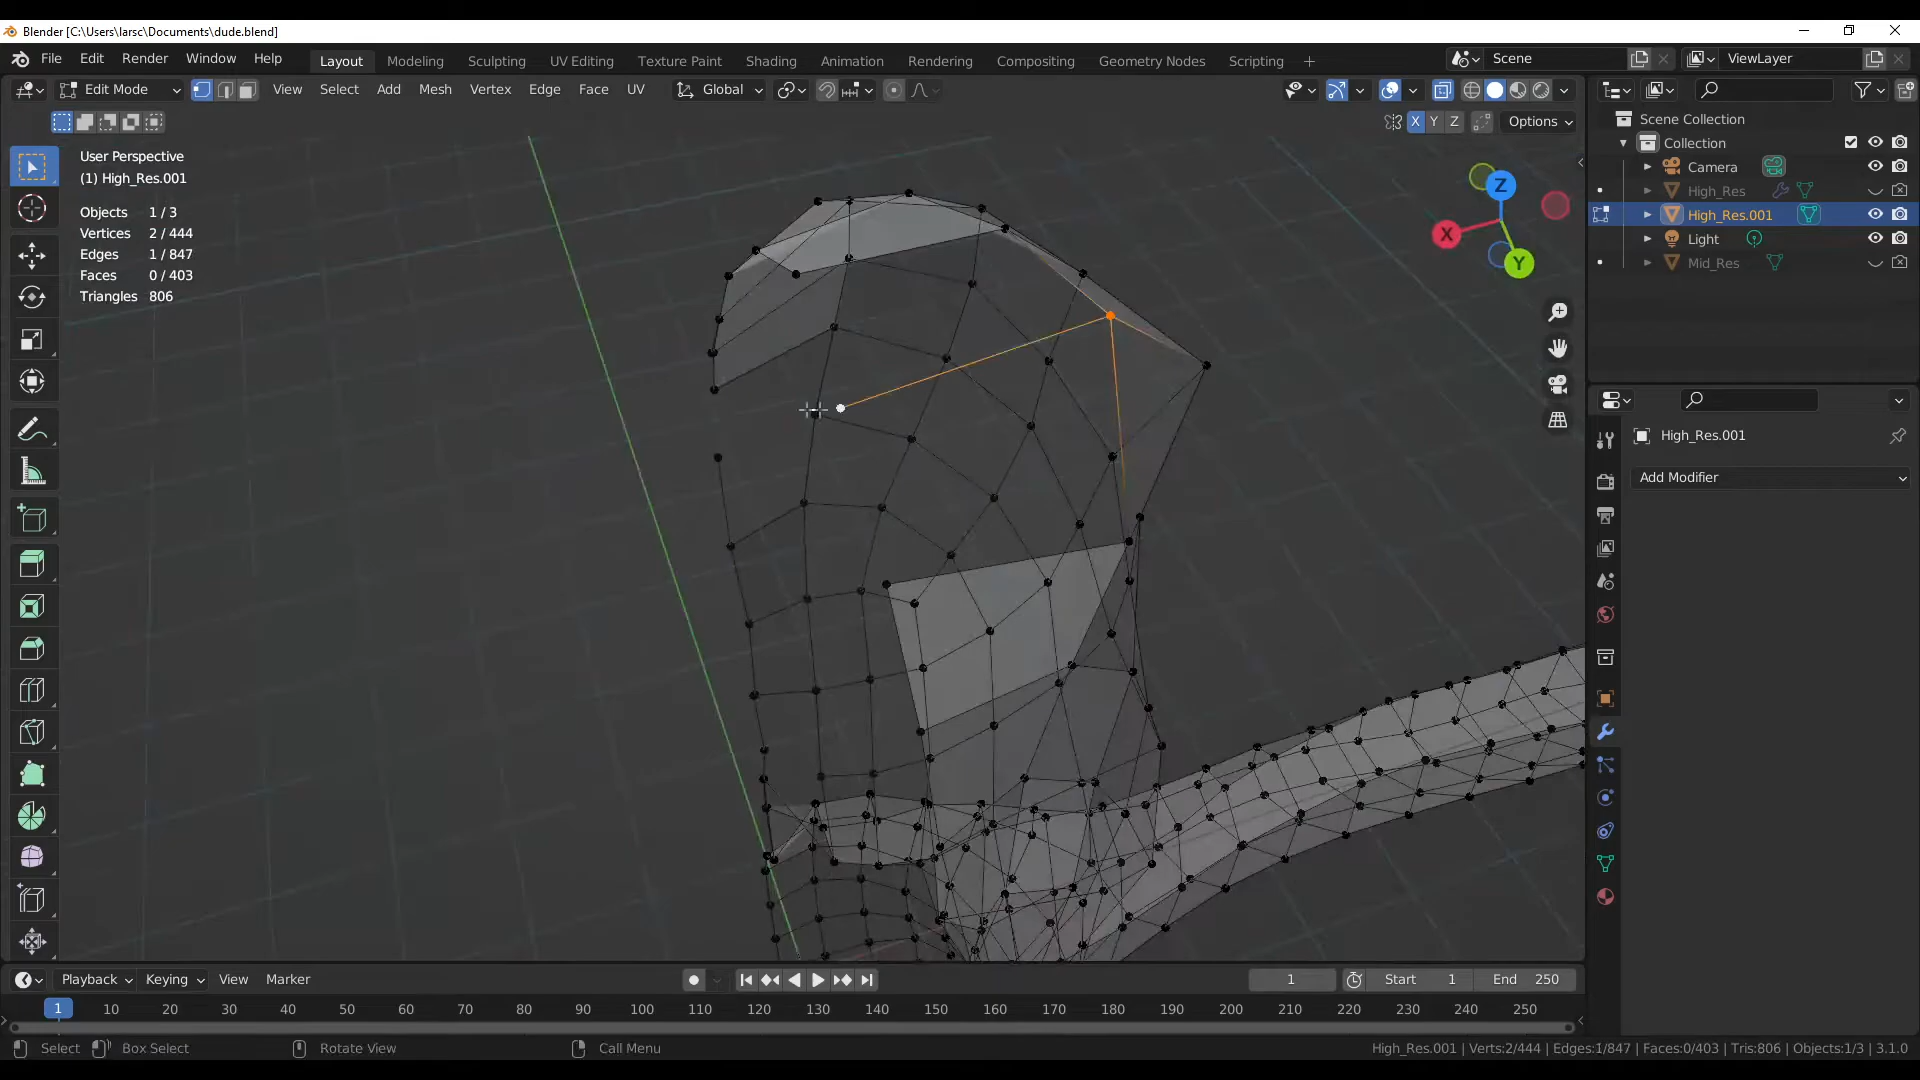 Blender [C:\Users\larsc\Documents\dude.blend]
File Edit Render Window Help Layout Modeling Sculpting UV Editing Texture Paint Shading Animation Rendering Compositing Geometry Nodes Scripting + Scene ViewLayer
Edit Mode View Select Add Mesh Vertex Edge Face UV Global
X Y Z Options
Scene Collection
Collection
Camera
High_Res
High_Res.001
Light
Mid_Res
User Perspective
(1) High_Res.001
Objects 1 / 3
Vertices 2 / 444
Edges 1 / 847
Faces 0 / 403
Triangles 806
Z
X
Y
High_Res.001
Add Modifier
Playback Keying View Marker 1 Start 1 End 250
1 10 20 30 40 50 60 70 80 90 100 110 120 130 140 150 160 170 180 190 200 210 220 230 240 250
Select Box Select Rotate View Call Menu High_Res.001 | Verts:2/444 | Edges:1/847 | Faces:0/403 | Tris:806 | Objects:1/3 | 3.1.0